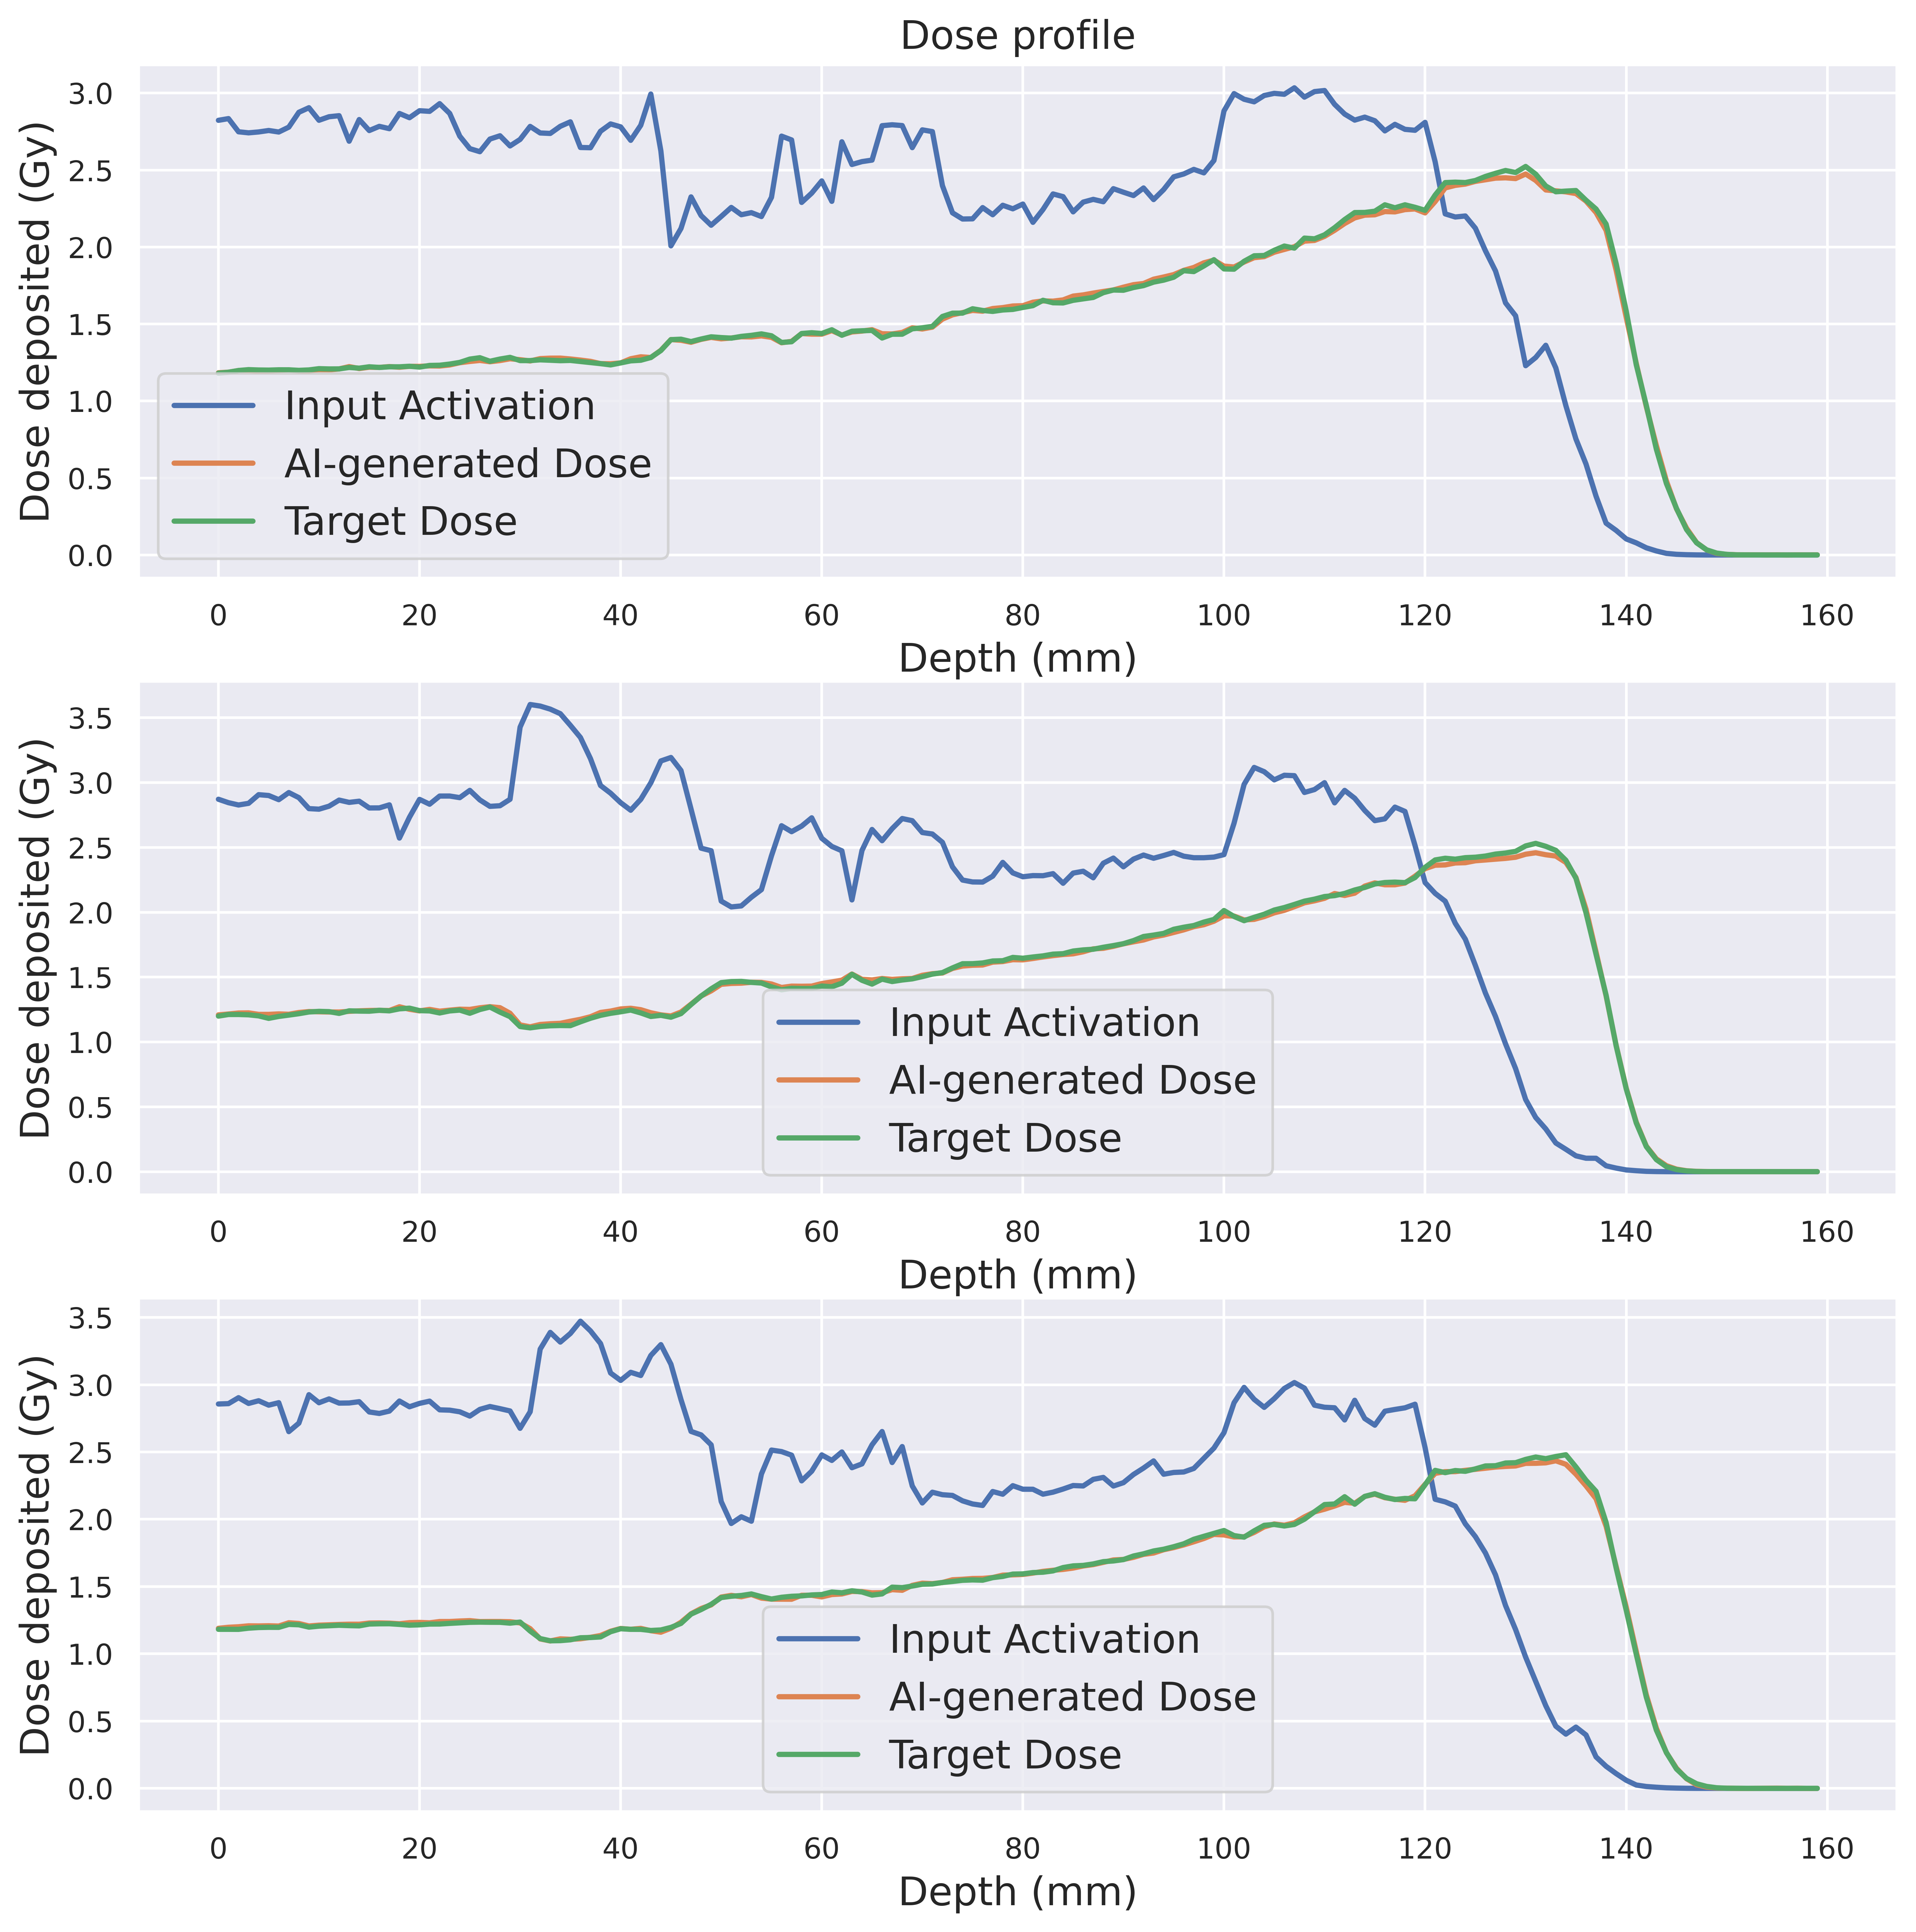 Dose profile
Dose deposited (Gy)
3.0
2.5
2.0
1.5
1.0
0.5
0.0
Input Activation
AI-generated Dose
Target Dose
0 20 40 60 80 100 120 140 160
Depth (mm)
Dose deposited (Gy)
3.5
3.0
2.5
2.0
1.5
1.0
0.5
0.0
Input Activation
AI-generated Dose
Target Dose
0 20 40 60 80 100 120 140 160
Depth (mm)
Dose deposited (Gy)
3.5
3.0
2.5
2.0
1.5
1.0
0.5
0.0
Input Activation
AI-generated Dose
Target Dose
0 20 40 60 80 100 120 140 160
Depth (mm)